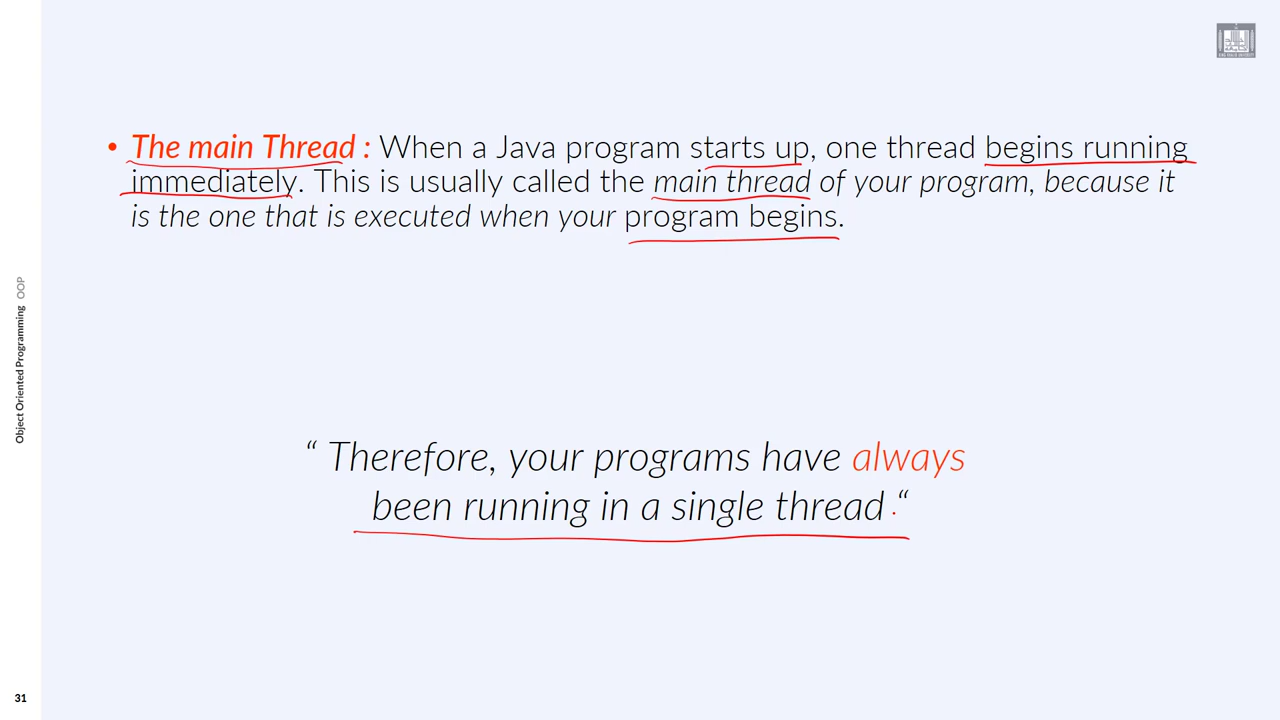 • The main Thread : When a Java program starts up, one thread begins running
immediately. This is usually called the main thread of your program, because it
is the one that is executed when your program begins.
“ Therefore, your programs have always
been running in a single thread .“
Object Oriented Programming OOP
31